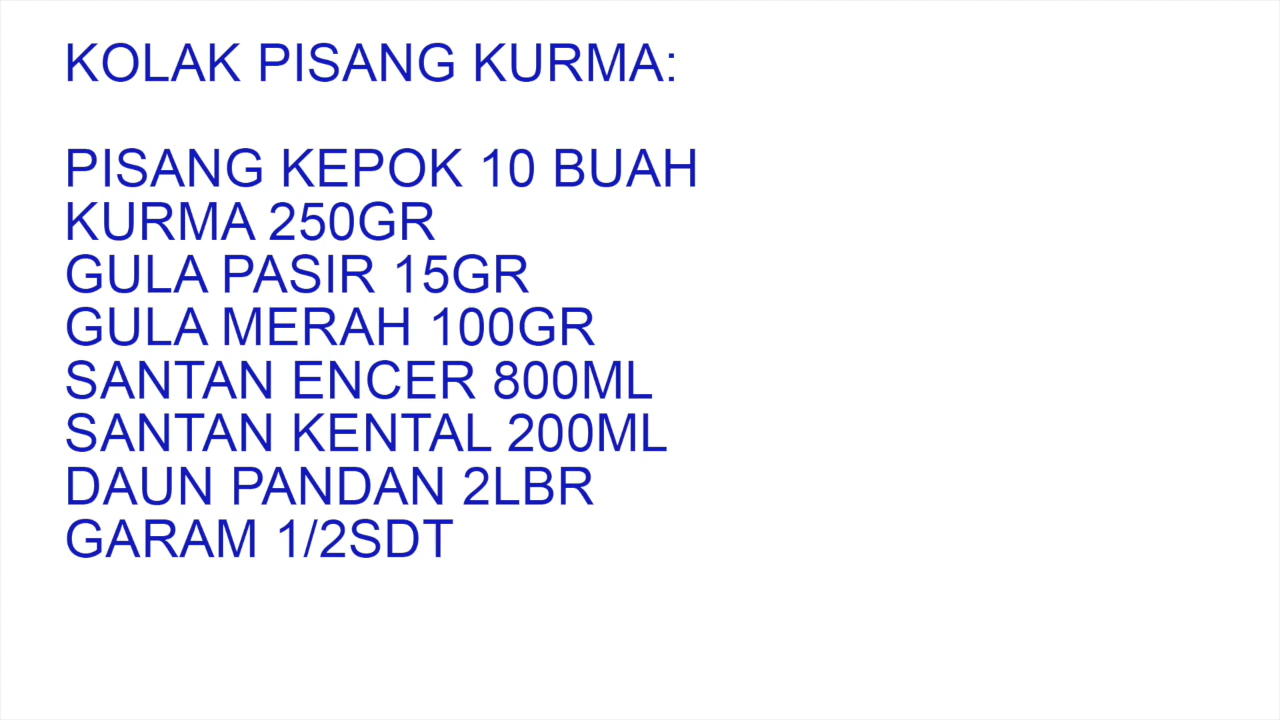 KOLAK PISANG KURMA:
PISANG KEPOK 10 BUAH
KURMA 250GR
GULA PASIR 15GR
GULA MERAH 100GR
SANTAN ENCER 800ML
SANTAN KENTAL 200ML
DAUN PANDAN 2LBR
GARAM 1/2SDT